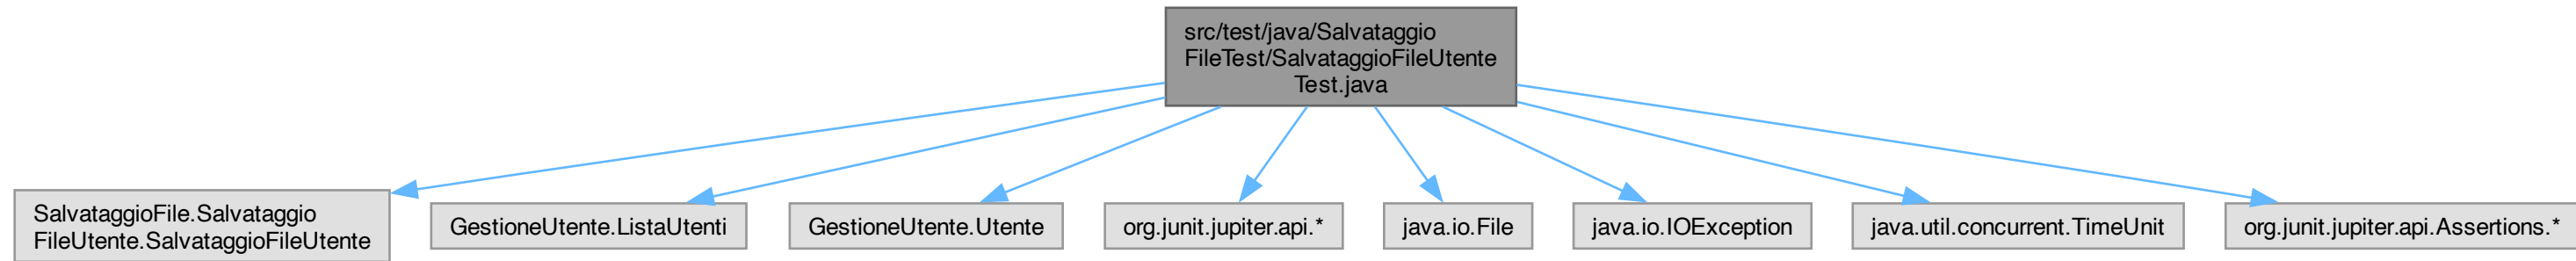 src/test/java/Salvataggio
FileTest/SalvataggioFileUtente
Test.java
SalvataggioFile.Salvataggio
FileUtente.SalvataggioFileUtente
GestioneUtente.ListaUtenti
GestioneUtente.Utente
org.junit.jupiter.api.*
java.io.File
java.io.IOException
java.util.concurrent.TimeUnit
org.junit.jupiter.api.Assertions.*